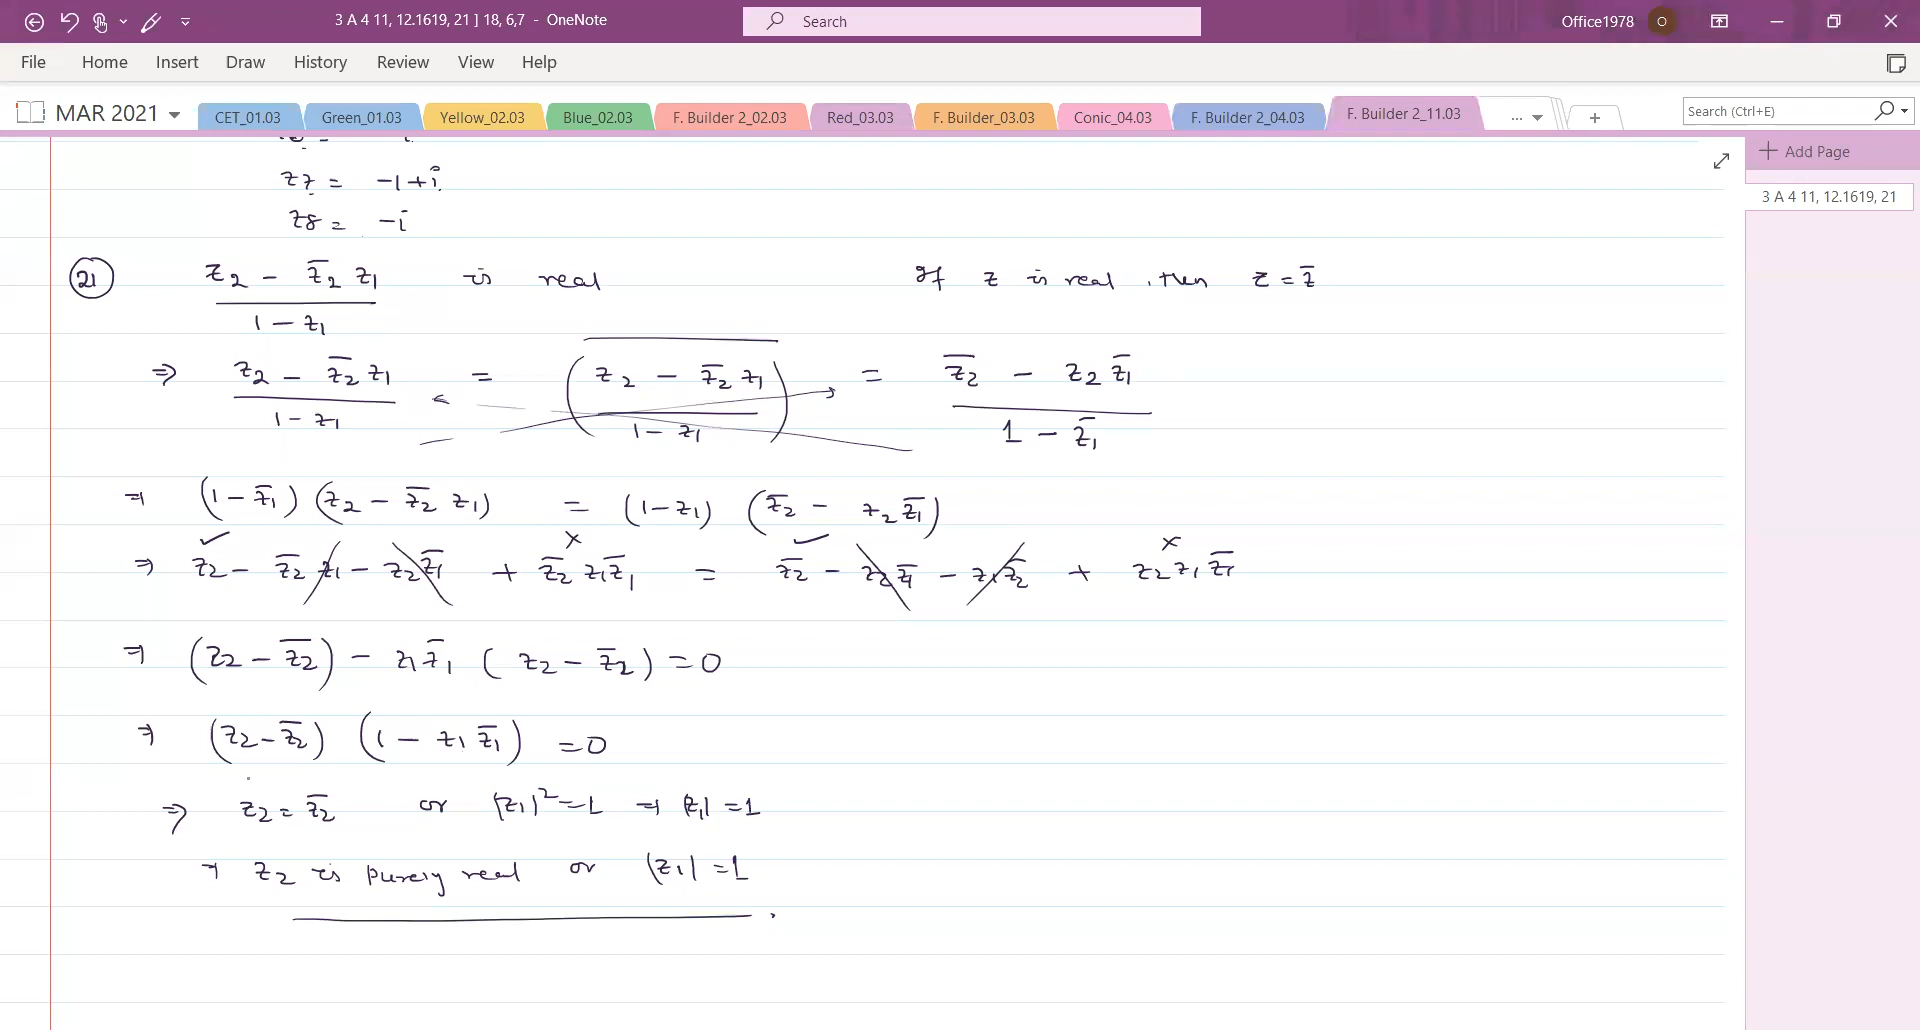 3 A 4 11, 12.1619, 21 ] 18, 6,7 - OneNote
Search
Office1978
O
File Home Insert Draw History Review View Help
MAR 2021
CET_01.03
Green_01.03
Yellow_02.03
Blue_02.03
F. Builder 2_02.03
Red_03.03
F. Builder_03.03
Conic_04.03
F. Builder 2_04.03
F. Builder 2_11.03
...
+
Search (Ctrl+E)
+ Add Page
3 A 4 11, 12.1619, 21
z7 = -1+i
z8 = -i
(21) (z2 - z̄2 z1)/(1 - z1) is real If z is real, then z = z̄
⇒ (z2 - z̄2 z1)/(1 - z1) = \overline{((z2 - z̄2 z1)/(1 - z1))} = (z̄2 - z2 z̄1)/(1 - z̄1)
⇒ (1 - z̄1) (z2 - z̄2 z1) = (1 - z1) (z̄2 - z2 z̄1)
⇒ z2 - z̄2 z1 - z2 z̄1 + z̄2 z1 z̄1 = z̄2 - z2 z̄1 - z1 z̄2 + z2 z1 z̄1
⇒ (z2 - z̄2) - z1 z̄1 (z2 - z̄2) = 0
⇒ (z2 - z̄2) (1 - z1 z̄1) = 0
⇒ z2 = z̄2 or |z1|² = 1 ⇒ |z1| = 1
⇒ z2 is purely real or |z1| = 1